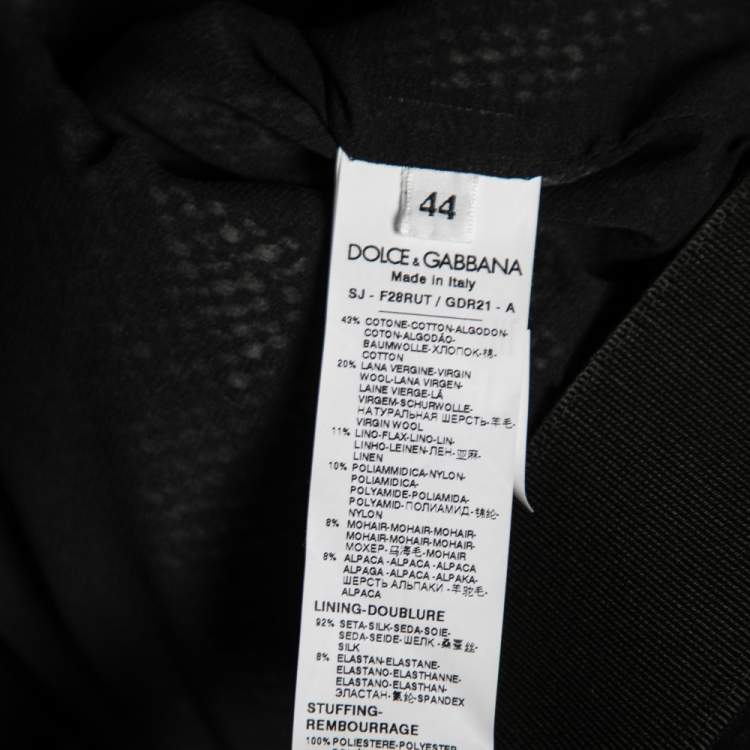 44
DOLCE & GABBANA
Made in Italy
SJ - F28RUT / GDR21 - A
43% COTONE-COTTON-ALGODON-
COTON-ALGODÃO-
BAUMWOLLE-ХЛОПОК-棉-
COTTON
20% LANA VERGINE-VIRGIN
WOOL-LANA VIRGEN-
LAINE VIERGE-LÃ
VIRGEM-SCHURWOLLE-
НАТУРАЛЬНАЯ ШЕРСТЬ-羊毛-
VIRGIN WOOL
11% LINO-FLAX-LINO-LIN-
LINHO-LEINEN-ЛЕН-亚麻-
LINEN
10% POLIAMMIDICA-NYLON-
POLIAMIDICA-
POLYAMIDE-POLIAMIDA-
POLYAMID-ПОЛИАМИД-锦纶-
NYLON
8% MOHAIR-MOHAIR-MOHAIR-
MOHAIR-MOHAIR-MOHAIR-
МОХЕР-马海毛-MOHAIR
8% ALPACA -ALPACA -ALPACA
-ALPAGA -ALPACA -ALPAKA-
ШЕРСТЬ АЛЬПАКИ -羊驼毛-
ALPACA
LINING-DOUBLURE
92% SETA-SILK-SEDA-SOIE-
SEDA-SEIDE-ШЕЛК -桑蚕丝-
SILK
8% ELASTAN-ELASTANE-
ELASTANO-ELASTHANNE-
ELASTANO-ELASTHAN-
ЭЛАСТАН-氨纶-SPANDEX
STUFFING-
REMBOURRAGE
100% POLIESTERE-POLYESTER